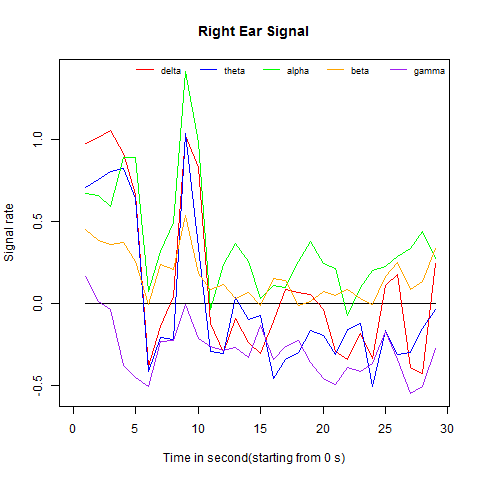 Right Ear Signal
delta theta alpha beta gamma
Signal rate
1.0
0.5
0.0
-0.5
0 5 10 15 20 25 30
Time in second(starting from 0 s)